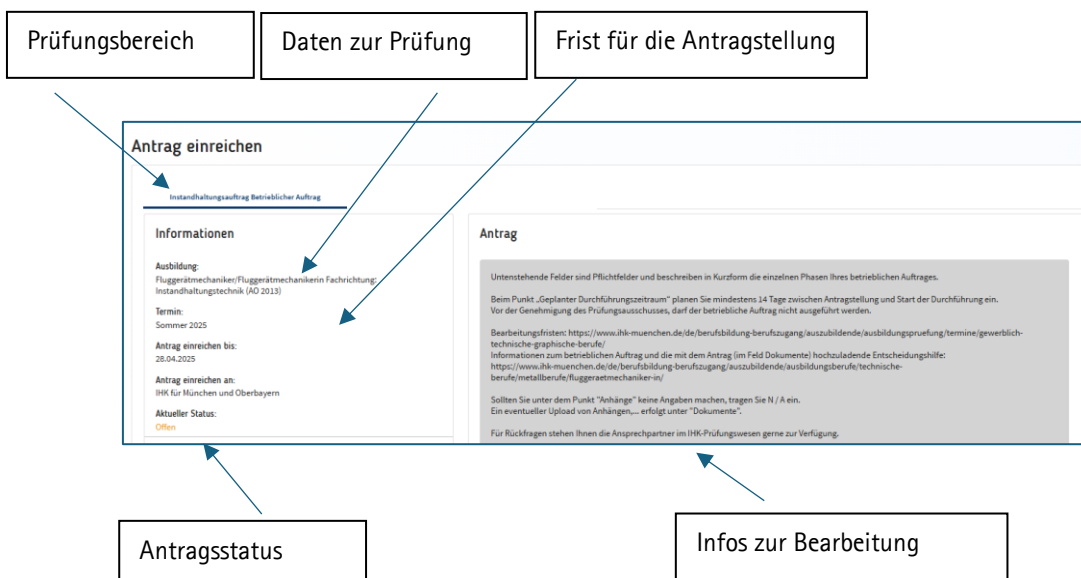 Prüfungsbereich
Daten zur Prüfung
Frist für die Antragstellung
Antrag einreichen
Instandhaltungsauftrag Betrieblicher Auftrag
Informationen
Ausbildung:
Fluggerätmechaniker/Fluggerätmechanikerin Fachrichtung:
Instandhaltungstechnik (AO 2013)
Termin:
Sommer 2025
Antrag einreichen bis:
28.04.2025
Antrag einreichen an:
IHK für München und Oberbayern
Aktueller Status:
Offen
Antrag
Untenstehende Felder sind Pflichtfelder und beschreiben in Kurzform die einzelnen Phasen Ihres betrieblichen Auftrages.
Beim Punkt „Geplanter Durchführungszeitraum" planen Sie mindestens 14 Tage zwischen Antragstellung und Start der Durchführung ein.
Vor der Genehmigung des Prüfungsausschusses, darf der betriebliche Auftrag nicht ausgeführt werden.
Bearbeitungsfristen: https://www.ihk-muenchen.de/de/berufsbildung-berufszugang/auszubildende/ausbildungspruefung/termine/gewerblich-
technische-graphische-berufe/
Informationen zum betrieblichen Auftrag und die mit dem Antrag (im Feld Dokumente) hochzuladende Entscheidungshilfe:
https://www.ihk-muenchen.de/de/berufsbildung-berufszugang/auszubildende/ausbildungsberufe/technische-
berufe/metallberufe/fluggeraetmechaniker-in/
Sollten Sie unter dem Punkt "Anhänge" keine Angaben machen, tragen Sie N / A ein.
Ein eventueller Upload von Anhängen,... erfolgt unter "Dokumente".
Für Rückfragen stehen Ihnen die Ansprechpartner im IHK-Prüfungswesen gerne zur Verfügung.
Antragsstatus
Infos zur Bearbeitung